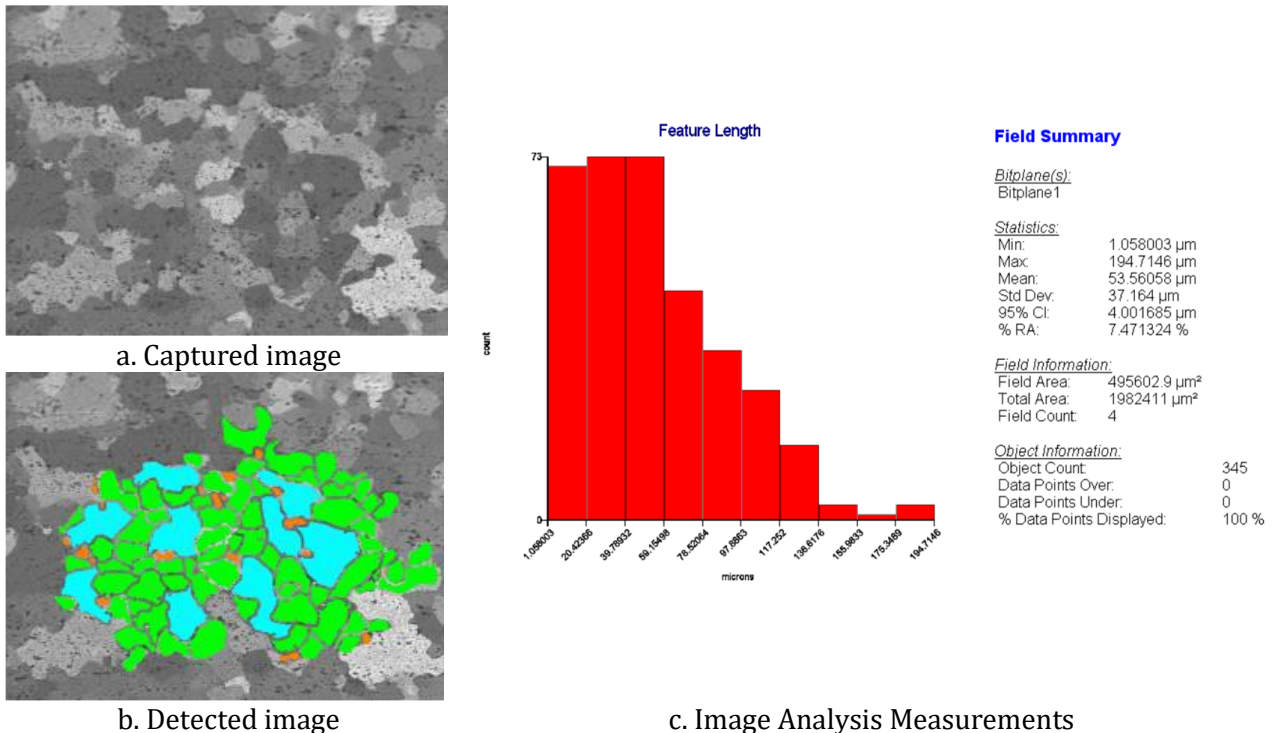 a. Captured image
b. Detected image
Feature Length
73
0
count
1.058003
20.42366
39.78932
59.15498
78.52064
97.8863
117.252
136.6176
155.9833
175.3489
194.7146
microns
Field Summary
Bitplane(s):
Bitplane1
Statistics:
Min: 1.058003 µm
Max: 194.7146 µm
Mean: 53.56058 µm
Std Dev: 37.164 µm
95% CI: 4.001685 µm
% RA: 7.471324 %
Field Information:
Field Area: 495602.9 µm²
Total Area: 1982411 µm²
Field Count: 4
Object Information:
Object Count: 345
Data Points Over: 0
Data Points Under: 0
% Data Points Displayed: 100 %
c. Image Analysis Measurements